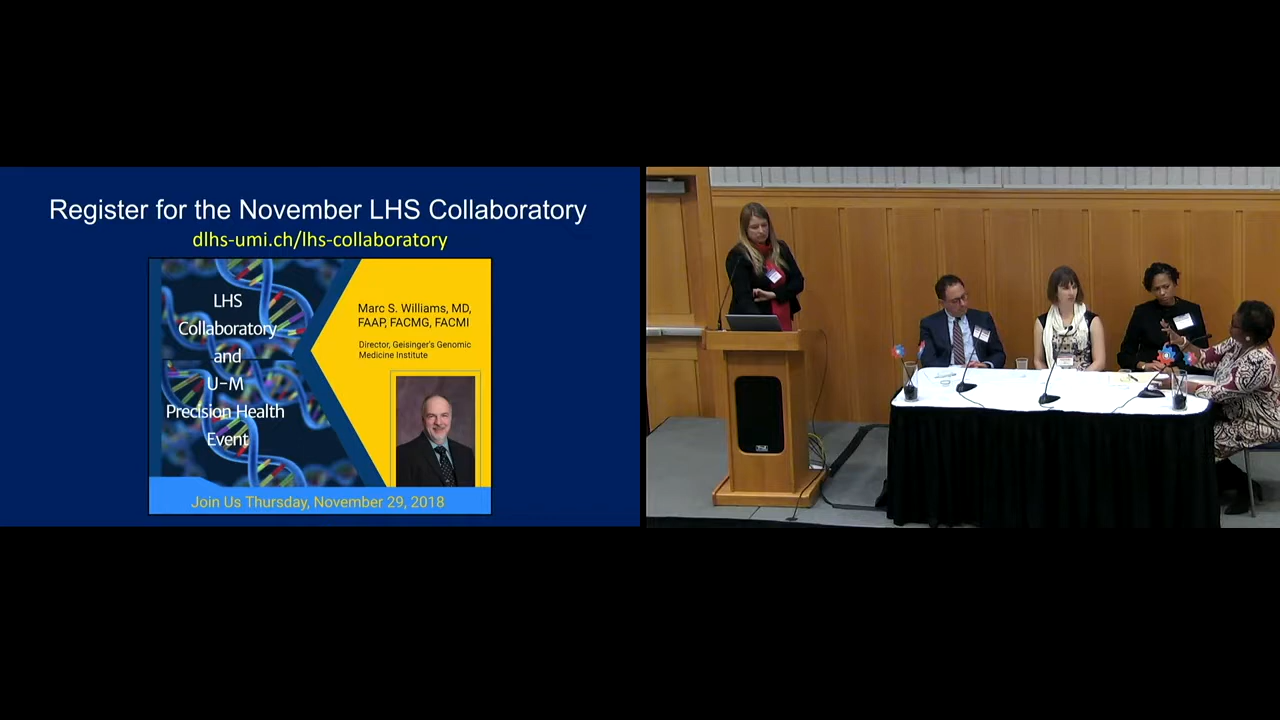 Register for the November LHS Collaboratory
dlhs-umi.ch/lhs-collaboratory
LHS
Collaboratory
and
U-M
Precision Health
Event
Marc S. Williams, MD,
FAAP, FACMG, FACMI
Director, Geisinger's Genomic
Medicine Institute
Join Us Thursday, November 29, 2018